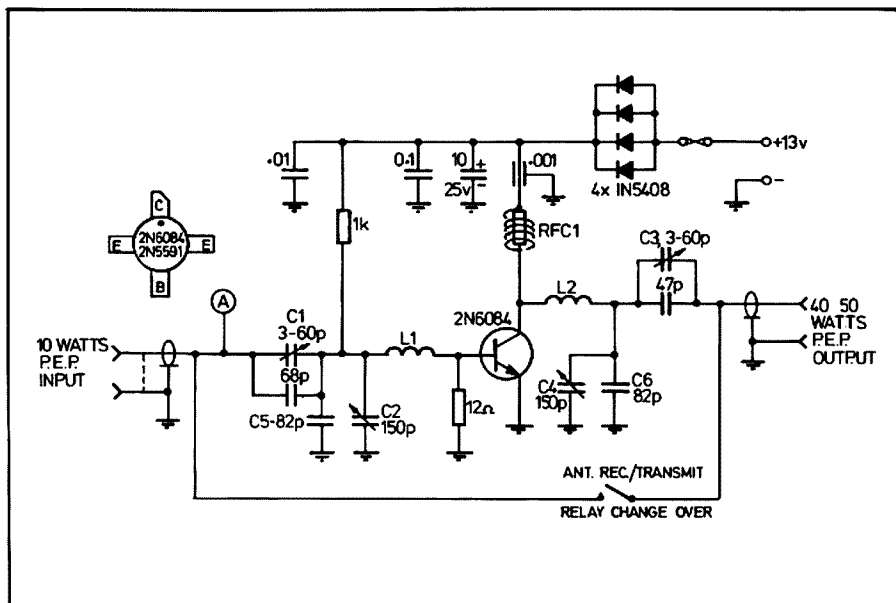 .01
0.1
10
+
25v
-
.001
+13v
-
4x IN5408
1k
RFC1
C
2N6084
2N5591
E
E
B
A
C1
3-60p
68p
C5-82p
C2
150p
L1
12Ω
2N6084
L2
C3, 3-60p
47p
C4
150p
C6
82p
10 WATTS
P.E.P.
INPUT
40 50
WATTS
P.E.P.
OUTPUT
ANT. REC./TRANSMIT
RELAY CHANGE OVER